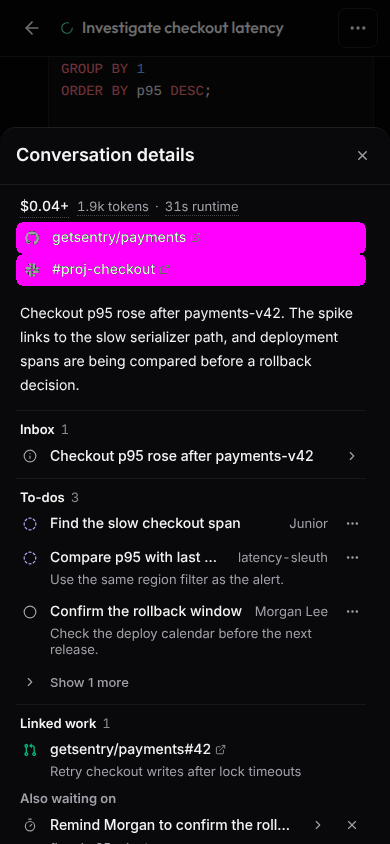 Investigate checkout latency
GROUP BY 1
ORDER BY p95 DESC;
Conversation details
$0.04+ 1.9k tokens · 31s runtime
getsentry/payments
#proj-checkout
Checkout p95 rose after payments-v42. The spike
links to the slow serializer path, and deployment
spans are being compared before a rollback
decision.
Inbox 1
Checkout p95 rose after payments-v42
To-dos 3
Find the slow checkout span Junior
Compare p95 with last ... latency-sleuth
Use the same region filter as the alert.
Confirm the rollback window Morgan Lee
Check the deploy calendar before the next
release.
Show 1 more
Linked work 1
getsentry/payments#42
Retry checkout writes after lock timeouts
Also waiting on
Remind Morgan to confirm the roll...